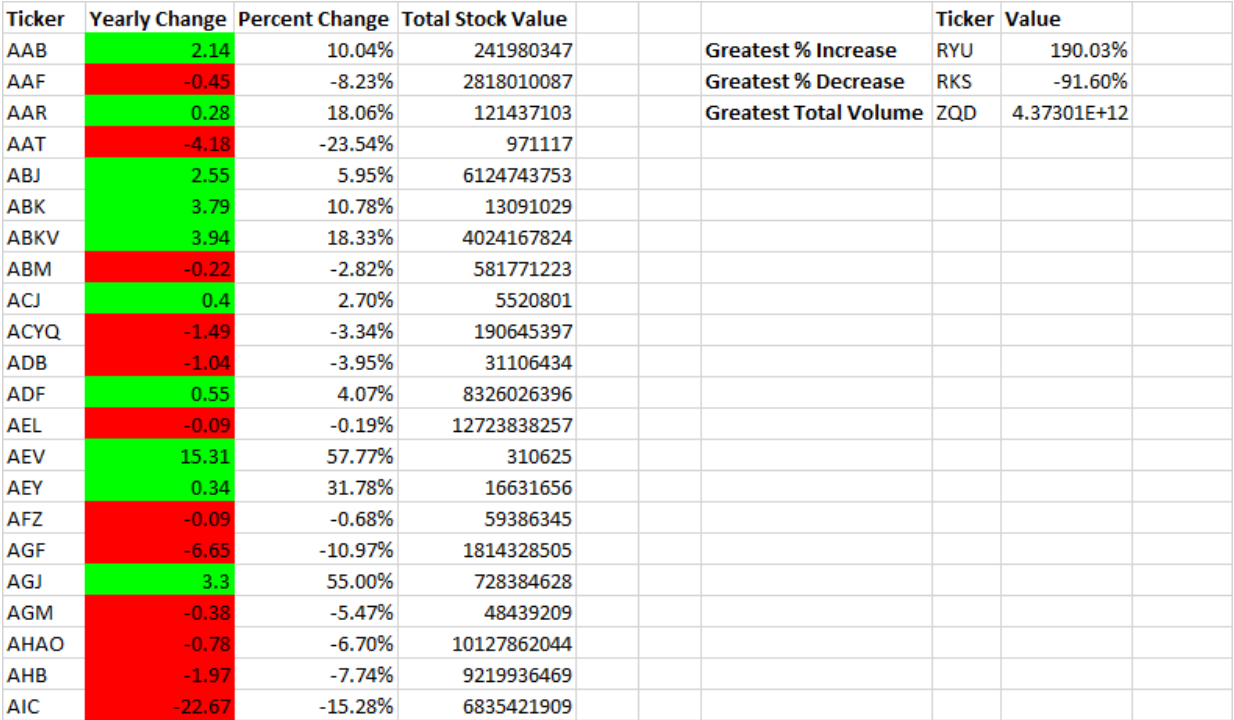 Ticker Yearly Change Percent Change Total Stock Value Ticker Value
AAB 2.14 10.04% 241980347 Greatest % Increase RYU 190.03%
AAF -0.45 -8.23% 2818010087 Greatest % Decrease RKS -91.60%
AAR 0.28 18.06% 121437103 Greatest Total Volume ZQD 4.37301E+12
AAT -4.18 -23.54% 971117
ABJ 2.55 5.95% 6124743753
ABK 3.79 10.78% 13091029
ABKV 3.94 18.33% 4024167824
ABM -0.22 -2.82% 581771223
ACJ 0.4 2.70% 5520801
ACYQ -1.49 -3.34% 190645397
ADB -1.04 -3.95% 31106434
ADF 0.55 4.07% 8326026396
AEL -0.09 -0.19% 12723838257
AEV 15.31 57.77% 310625
AEY 0.34 31.78% 16631656
AFZ -0.09 -0.68% 59386345
AGF -6.65 -10.97% 1814328505
AGJ 3.3 55.00% 728384628
AGM -0.38 -5.47% 48439209
AHAO -0.78 -6.70% 10127862044
AHB -1.97 -7.74% 9219936469
AIC -22.67 -15.28% 6835421909